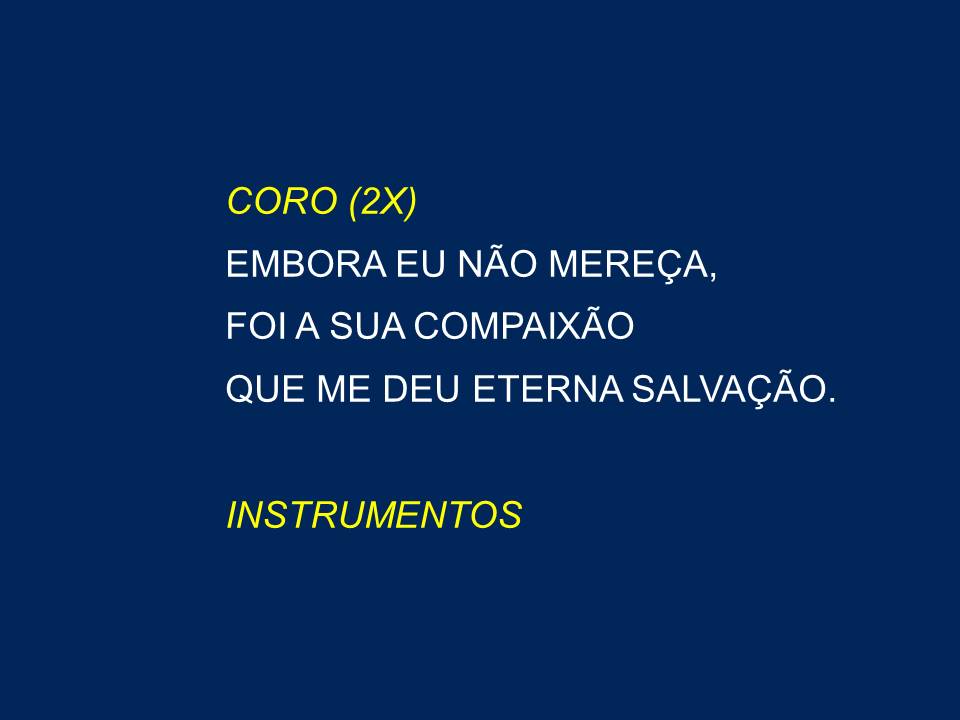 CORO (2X)
EMBORA EU NÃO MEREÇA,
FOI A SUA COMPAIXÃO
QUE ME DEU ETERNA SALVAÇÃO.
INSTRUMENTOS